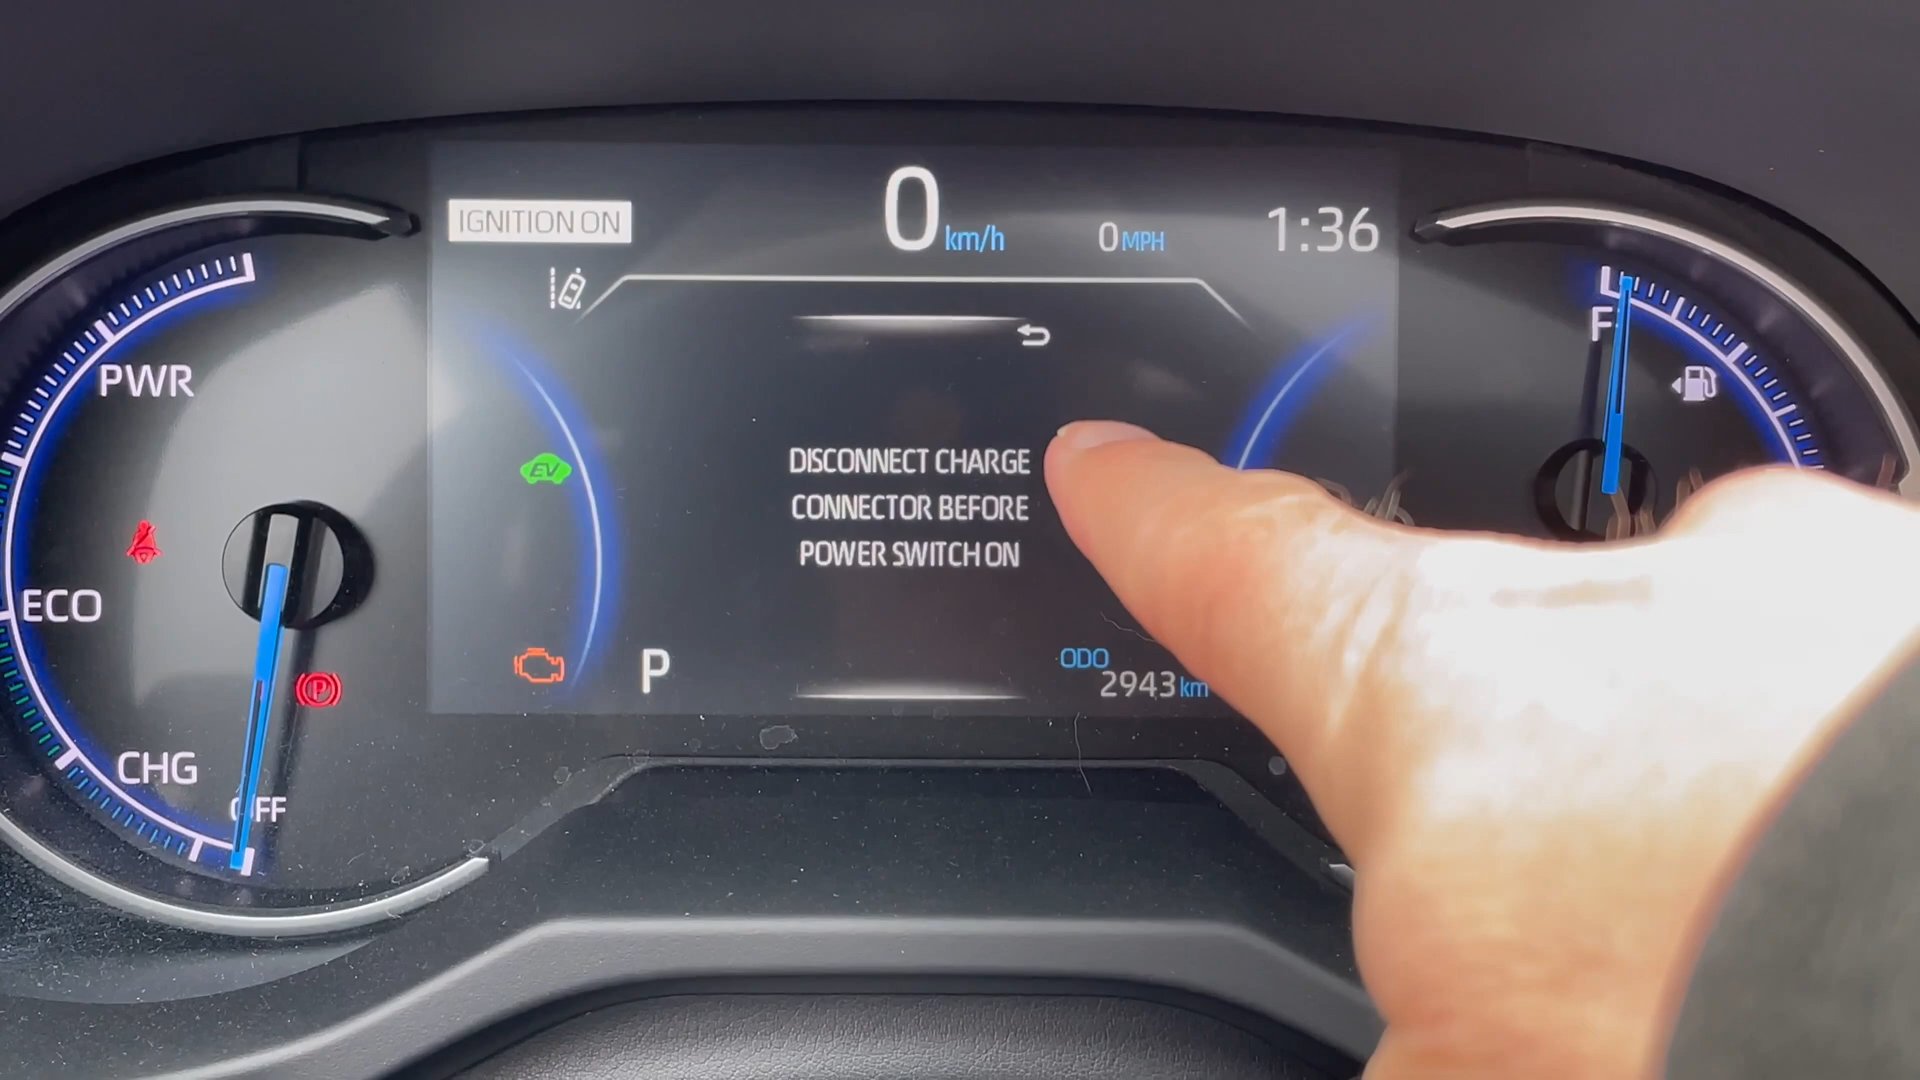 IGNITION ON
0 km/h
0 MPH
1:36
PWR
ECO
CHG
OFF
EV
DISCONNECT CHARGE
CONNECTOR BEFORE
POWER SWITCH ON
P
P
ODO
2943 km
F